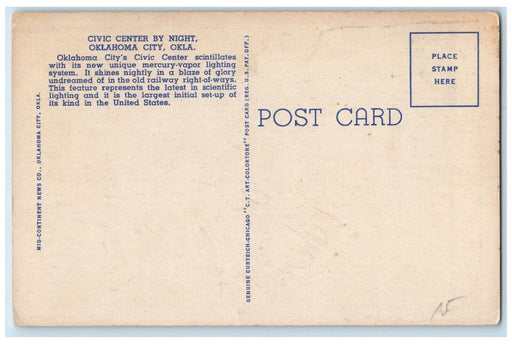 CIVIC CENTER BY NIGHT,
OKLAHOMA CITY, OKLA.
Oklahoma City's Civic Center scintillates
with its new unique mercury-vapor lighting
system. It shines nightly in a blaze of glory
undreamed of in the old railway right-of-ways.
This feature represents the latest in scientific
lighting and it is the largest initial set-up of
its kind in the United States.
MID-CONTINENT NEWS CO., OKLAHOMA CITY, OKLA.
GENUINE CURTEICH-CHICAGO "C.T. ART-COLORTONE" POST CARD (REG. U.S. PAT. OFF.)
POST CARD
PLACE
STAMP
HERE